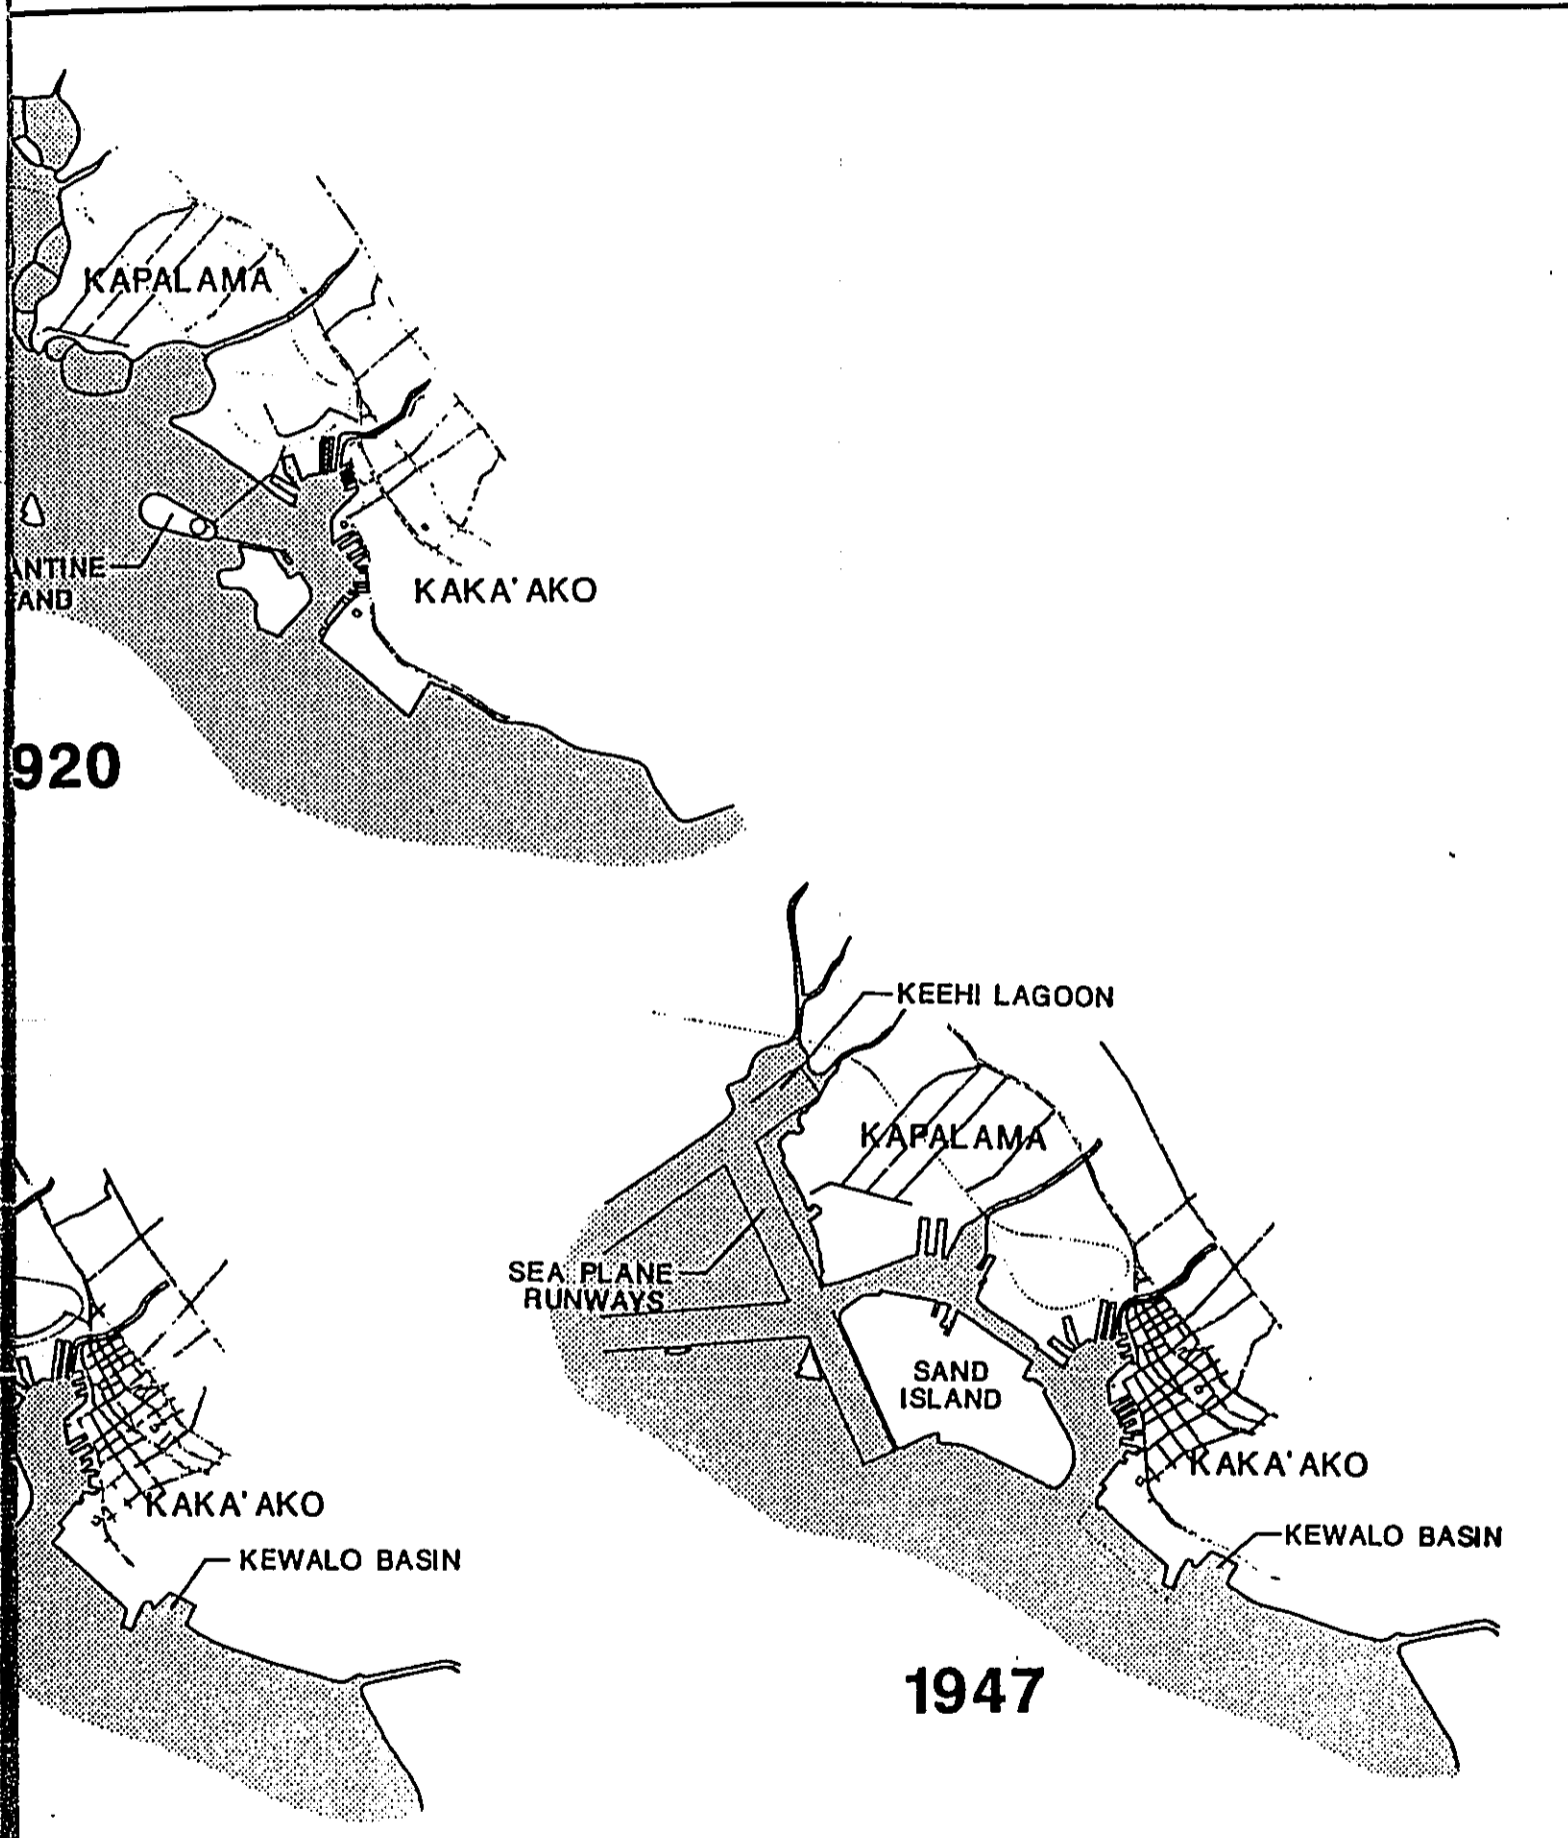 KAPALAMA
ANTINE
AND
KAKA'AKO
920
KEEHI LAGOON
KAPALAMA
SEA PLANE
RUNWAYS
SAND
ISLAND
KAKA'AKO
KEWALO BASIN
1947
KAKA'AKO
KEWALO BASIN